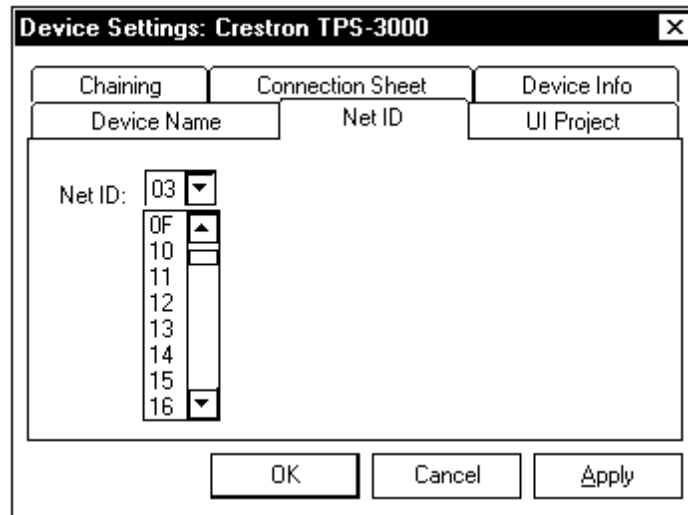 Device Settings: Crestron TPS-3000
Chaining Connection Sheet Device Info
Device Name Net ID UI Project
Net ID: 03
0F
10
11
12
13
14
15
16
OK Cancel Apply